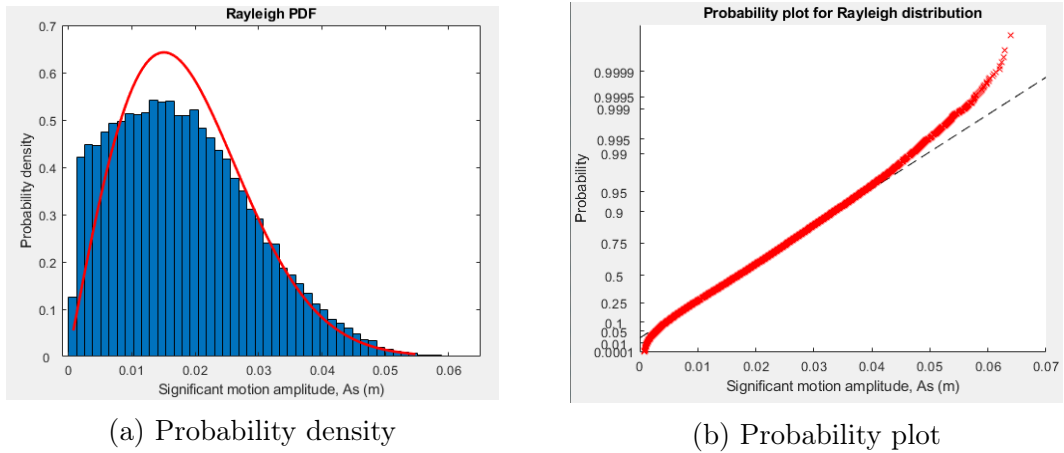 Rayleigh PDF
0.7
0.6
0.5
0.4
0.3
0.2
0.1
0
Probability density
0 0.01 0.02 0.03 0.04 0.05 0.06
Significant motion amplitude, As (m)
(a) Probability density
Probability plot for Rayleigh distribution
0.9999
0.9995
0.999
0.995
0.99
0.95
0.9
0.75
0.5
0.25
0.1
0.05
0.01
0.0001
Probability
0 0.01 0.02 0.03 0.04 0.05 0.06 0.07
Significant motion amplitude, As (m)
(b) Probability plot